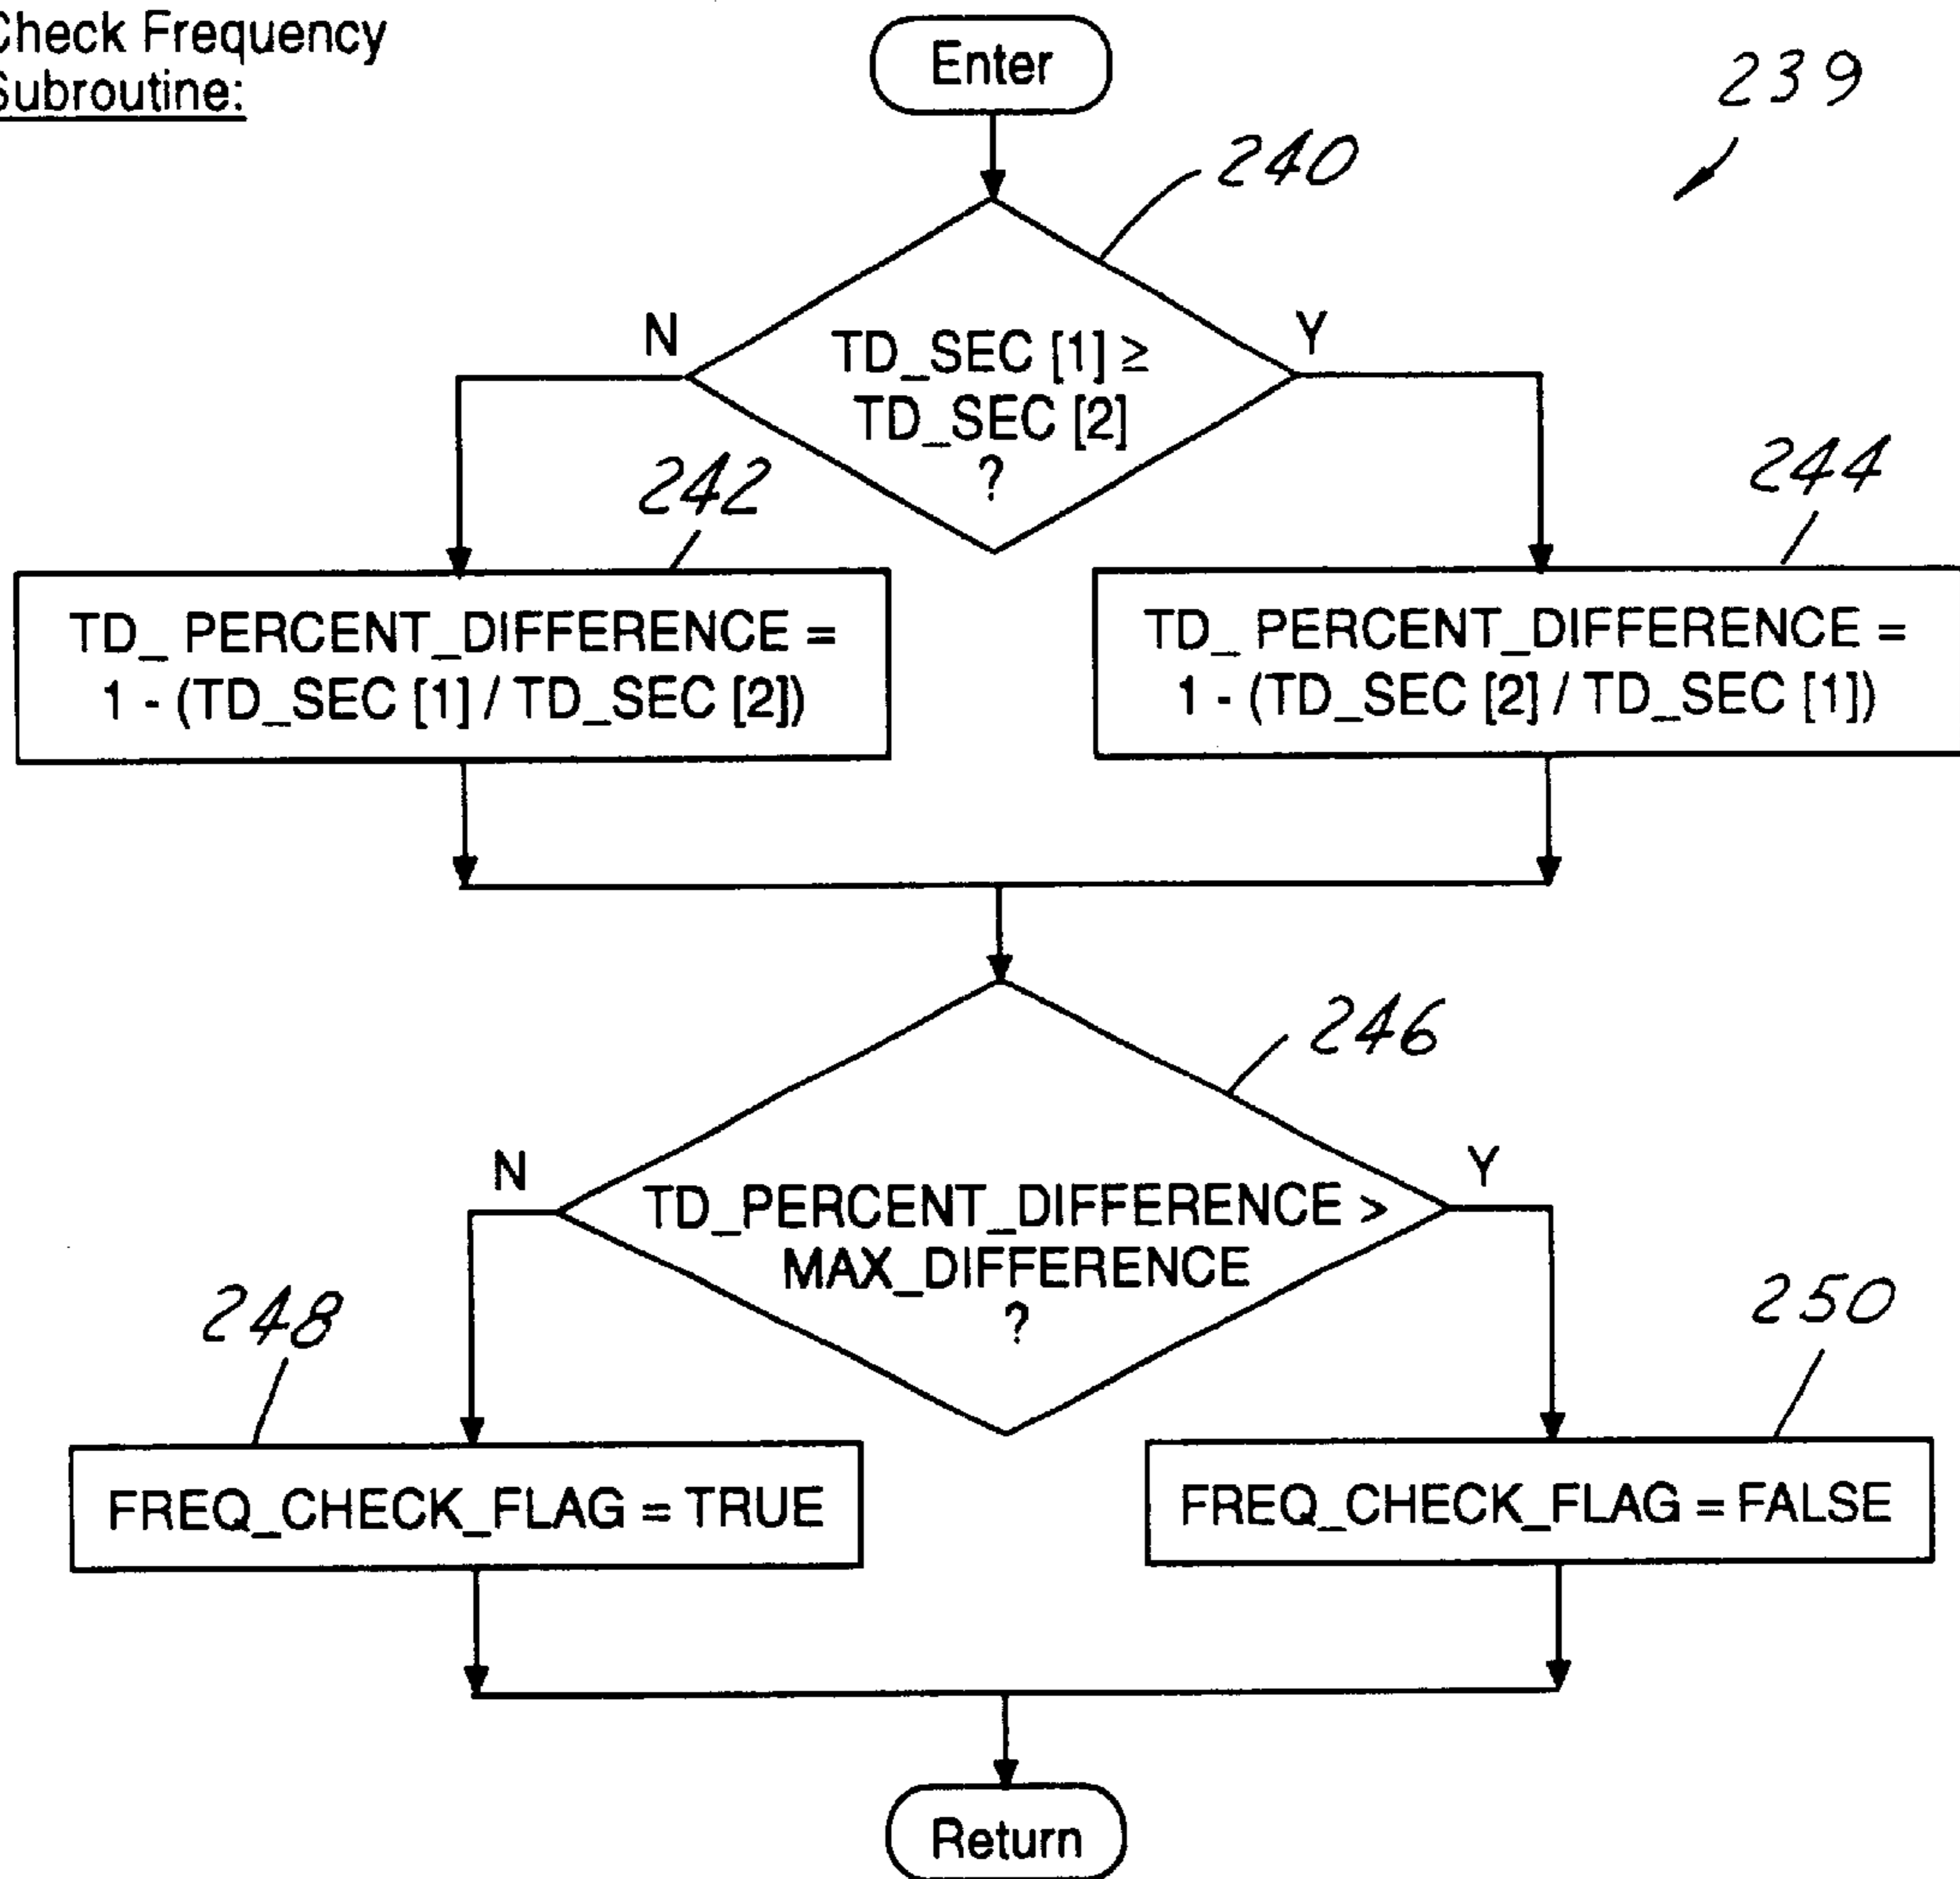 Check Frequency
Subroutine:
Enter
239
240
N
Y
TD_SEC [1] ≥
TD_SEC [2]
?
242
244
TD_ PERCENT_DIFFERENCE =
1 - (TD_SEC [1] / TD_SEC [2])
TD_ PERCENT_DIFFERENCE =
1 - (TD_SEC [2] / TD_SEC [1])
246
N
Y
TD_PERCENT_DIFFERENCE >
MAX_DIFFERENCE
?
248
250
FREQ_CHECK_FLAG = TRUE
FREQ_CHECK_FLAG = FALSE
Return